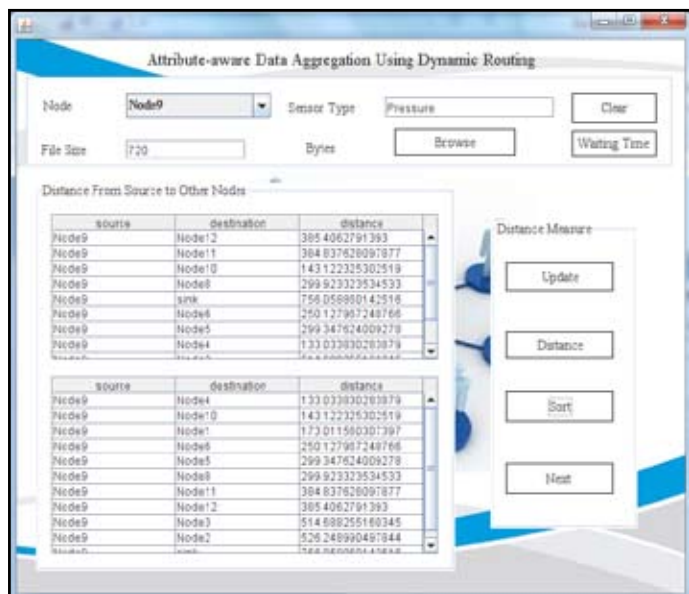 Attribute-aware Data Aggregation Using Dynamic Routing
Node Node9 Sensor Type Pressure Clear
File Size 720 Bytes Browse Waiting Time
Distance From Source to Other Nodes
source destination distance
Node9 Node12 385.4062791393
Node9 Node11 384.837628097877
Node9 Node10 143.122325302519
Node9 Node8 299.923323534533
Node9 sink 756.058860142516
Node9 Node6 250.127967248766
Node9 Node5 299.347624009278
Node9 Node4 133.033830283879
source destination distance
Node9 Node4 133.033830283879
Node9 Node10 143.122325302519
Node9 Node1 173.011560307397
Node9 Node6 250.127967248766
Node9 Node5 299.347624009278
Node9 Node8 299.923323534533
Node9 Node11 384.837628097877
Node9 Node12 385.4062791393
Node9 Node3 514.688255160345
Node9 Node2 526.248990497844
Node9 sink
Distance Measure
Update
Distance
Sort
Next